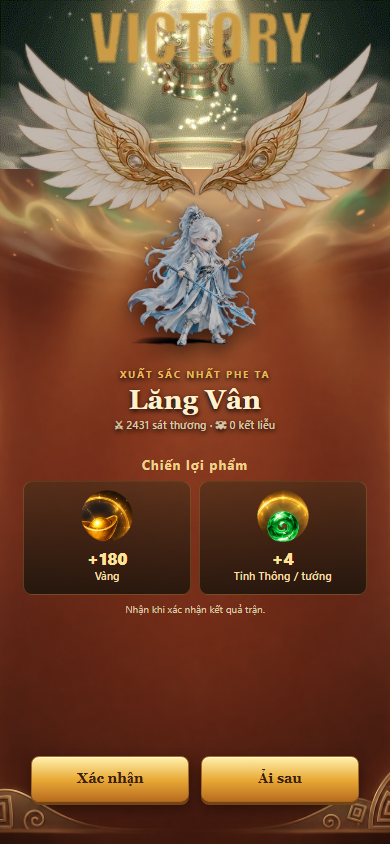 VICTORY
XUẤT SẮC NHẤT PHE TA
Lăng Vân
2431 sát thương · 0 kết liễu
Chiến lợi phẩm
+180
Vàng
+4
Tinh Thông / tướng
Nhận khi xác nhận kết quả trận.
Xác nhận
Ải sau